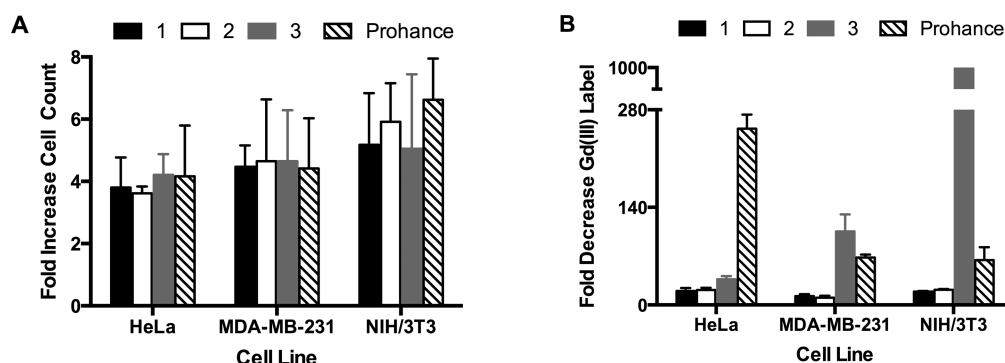 A
1 2 3 Prohance
Fold Increase Cell Count
8
6
4
2
0
HeLa MDA-MB-231 NIH/3T3
Cell Line
B
1 2 3 Prohance
Fold Decrease Gd(III) Label
1000
280
140
0
HeLa MDA-MB-231 NIH/3T3
Cell Line